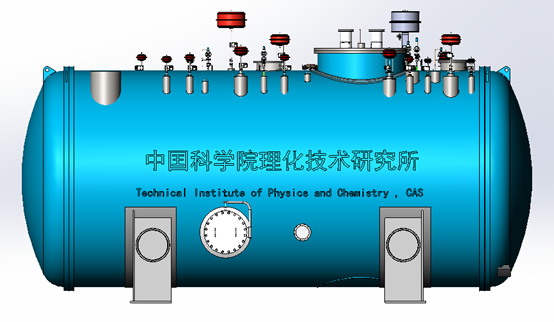 中国科学院理化技术研究所
Technical Institute of Physics and Chemistry , CAS